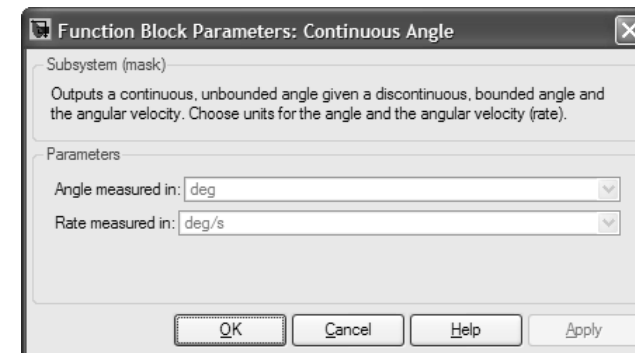 Function Block Parameters: Continuous Angle
Subsystem (mask)
Outputs a continuous, unbounded angle given a discontinuous, bounded angle and
the angular velocity. Choose units for the angle and the angular velocity (rate).
Parameters
Angle measured in: deg
Rate measured in: deg/s
OK Cancel Help Apply